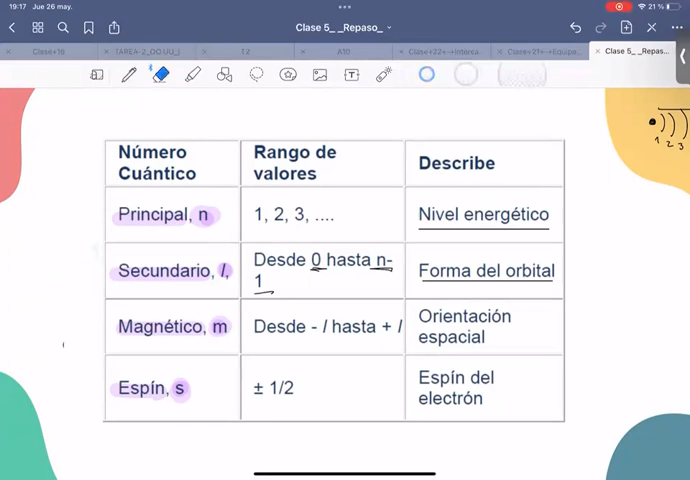 19:17 Jue 26 may.
21 %
Clase 5_ _Repaso_
Clase+16
TAREA-2_OO.UU_I
T2
A10
Clase+22+-+Interca...
Clase+21+-+Equipa...
Clase 5_ _Repas...
1 2 3
Número Cuántico
Rango de valores
Describe
Principal, n
1, 2, 3, ....
Nivel energético
Secundario, l,
Desde 0 hasta n-
1
Forma del orbital
Magnético, m
Desde - l hasta + l
Orientación
espacial
Espín, s
± 1/2
Espín del
electrón